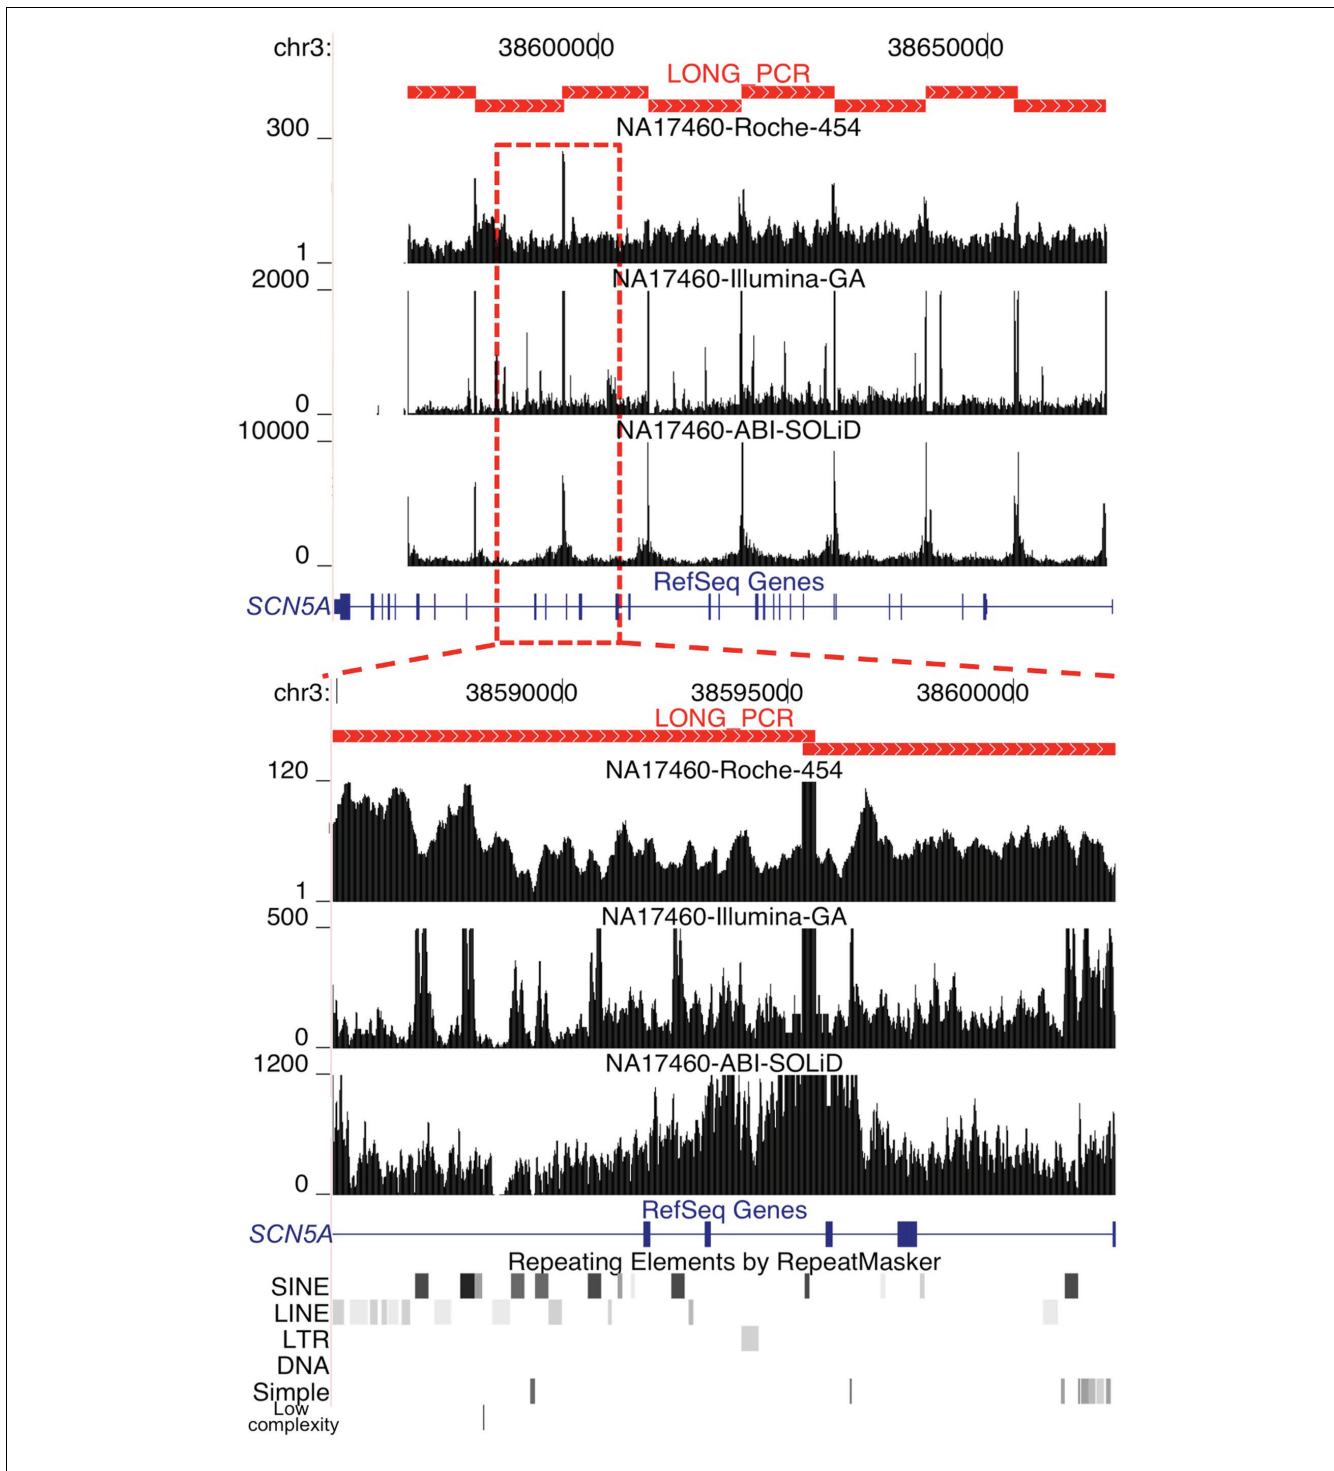 chr3: 38600000 38650000
LONG_PCR
NA17460-Roche-454
300
1
NA17460-Illumina-GA
2000
0
NA17460-ABI-SOLiD
10000
0
RefSeq Genes
SCN5A
chr3: 38590000 38595000 38600000
LONG_PCR
NA17460-Roche-454
120
1
NA17460-Illumina-GA
500
0
NA17460-ABI-SOLiD
1200
0
RefSeq Genes
SCN5A
Repeating Elements by RepeatMasker
SINE
LINE
LTR
DNA
Simple
Low
complexity